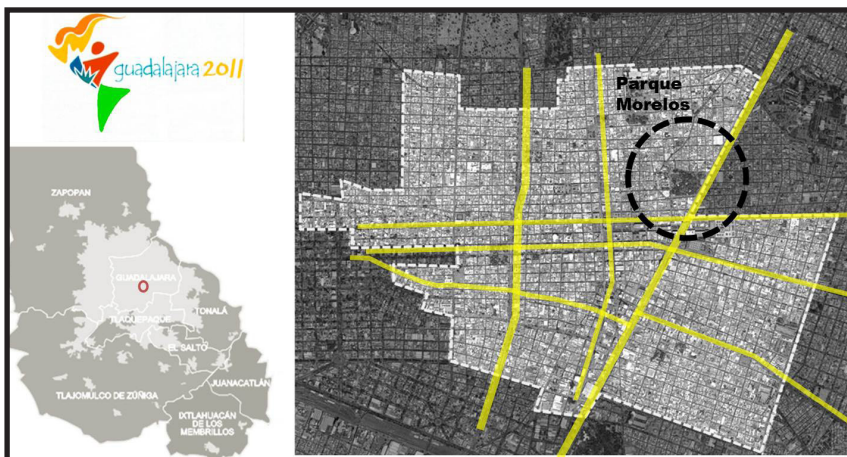 guadalajara 2011
Parque
Morelos
ZAPOPAN
GUADALAJARA
TONALÁ
TLAQUEPAQUE
EL SALTO
JUANACATLÁN
TLAJOMULCO DE ZÚÑIGA
IXTLAHUACÁN
DE LOS
MEMBRILLOS